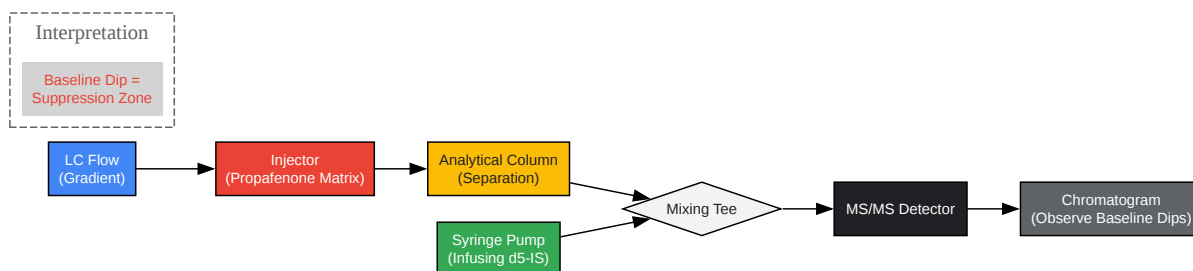 Interpretation
Baseline Dip =
Suppression Zone
LC Flow
(Gradient)
Injector
(Propafenone Matrix)
Analytical Column
(Separation)
Syringe Pump
(Infusing d5-IS)
Mixing Tee
MS/MS Detector
Chromatogram
(Observe Baseline Dips)